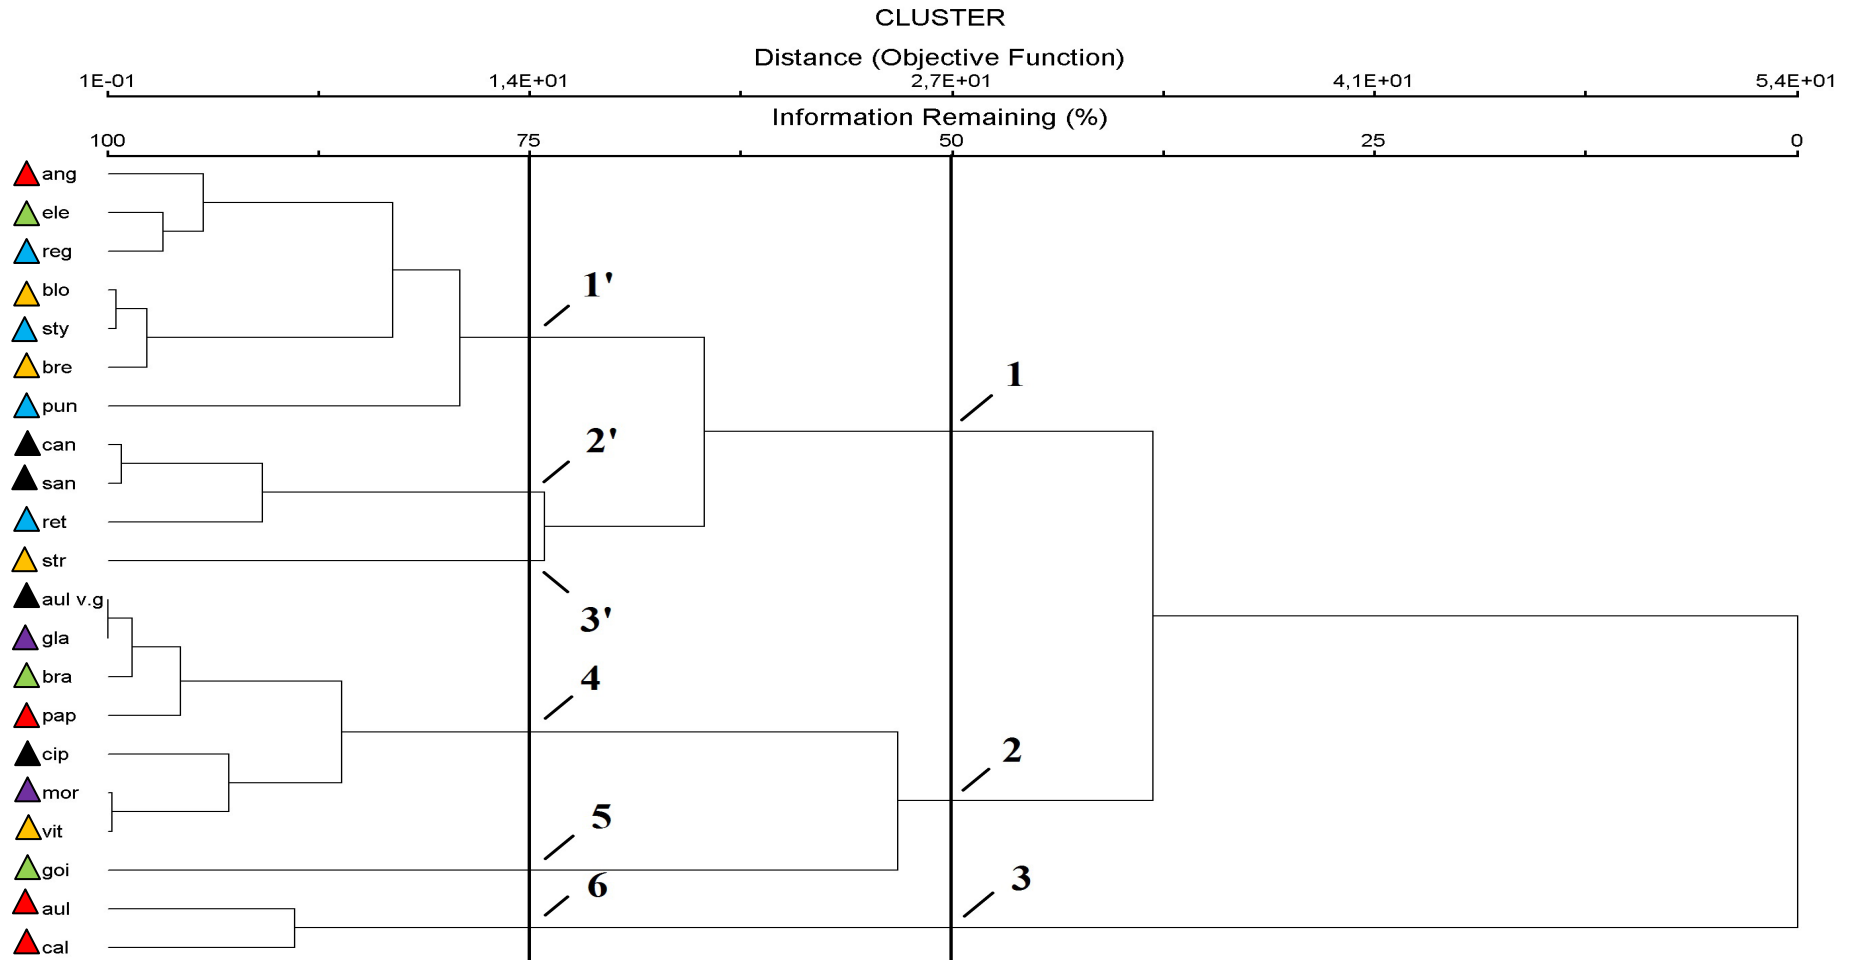 CLUSTER
Distance (Objective Function)
1E-01 1,4E+01 2,7E+01 4,1E+01 5,4E+01
Information Remaining (%)
100 75 50 25 0
ang
ele
reg
blo
1'
sty
bre
1
pun
can
2'
san
ret
str
aul v.g
3'
gla
bra
4
pap
cip
2
mor
5
vit
goi
6
3
aul
cal